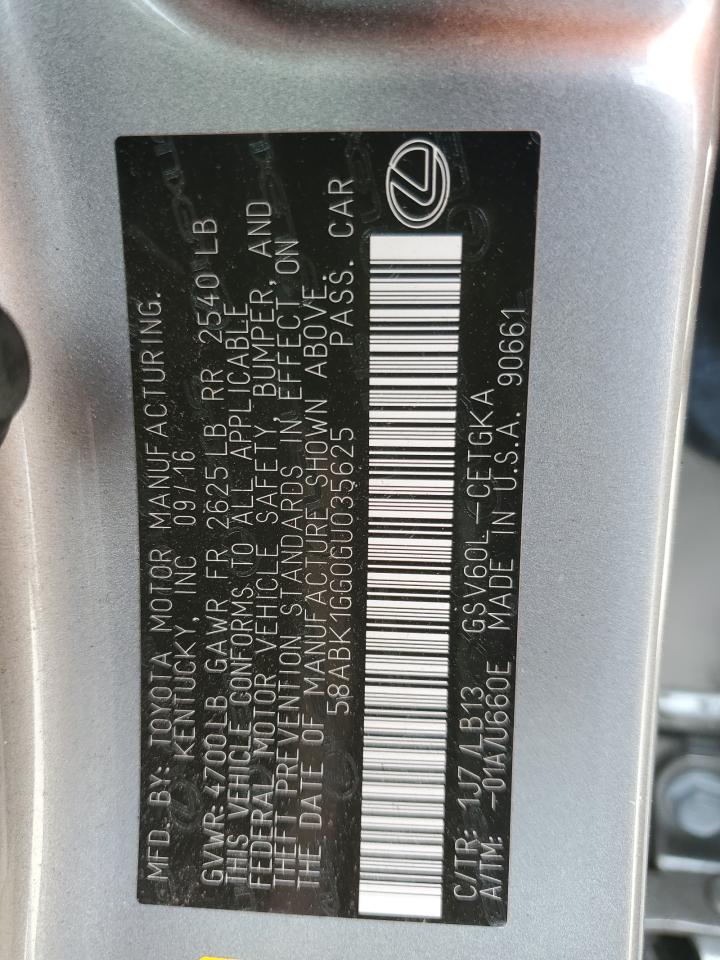 MFD. BY: TOYOTA MOTOR MANUFACTURING.
KENTUCKY, INC 09/16
GVWR: 4700LB GAWR FR 2625LB RR 2540 LB
THIS VEHICLE CONFORMS TO ALL APPLICABLE
FEDERAL MOTOR VEHICLE SAFETY, BUMPER, AND
THEFT PREVENTION STANDARDS IN EFFECT ON
THE DATE OF MANUFACTURE SHOWN ABOVE.
58ABK1GG0GU035625 PASS. CAR
C/TR: 1J7/LB13 GSV60L-CETGKA
A/TM: -01A/U660E MADE IN U.S.A. 90661